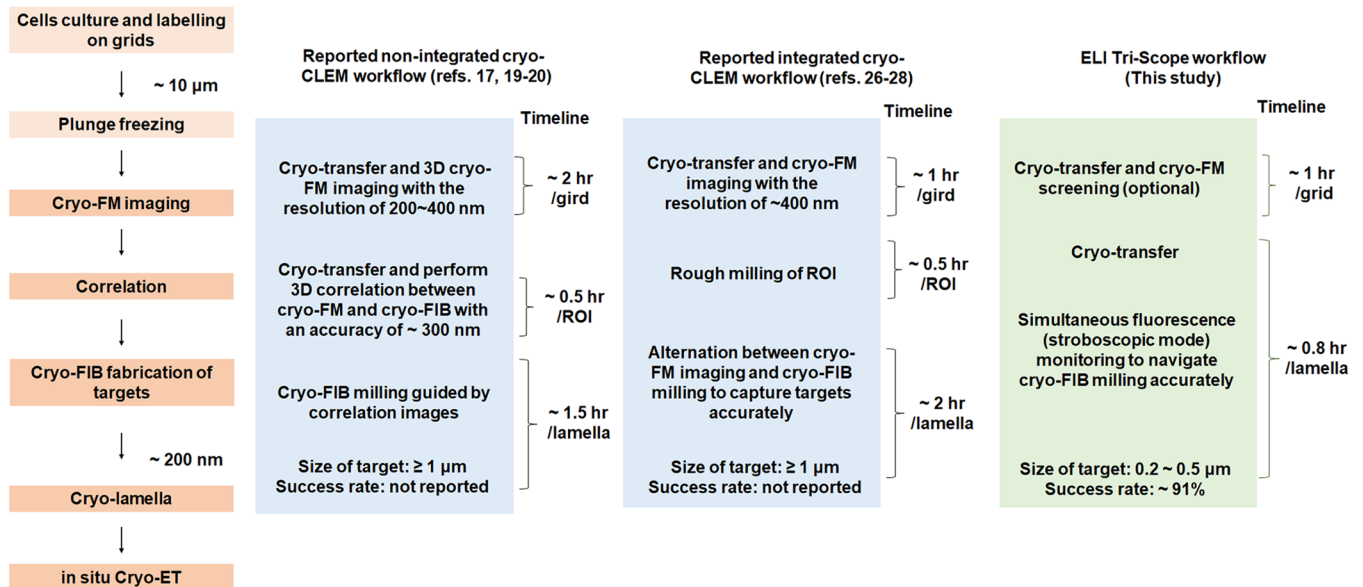 Cells culture and labelling
on grids
~ 10 µm
Plunge freezing
Cryo-FM imaging
Correlation
Cryo-FIB fabrication of
targets
~ 200 nm
Cryo-lamella
in situ Cryo-ET
Reported non-integrated cryo-
CLEM workflow (refs. 17, 19-20)
Timeline
Cryo-transfer and 3D cryo-
FM imaging with the
resolution of 200~400 nm
~ 2 hr
/gird
Cryo-transfer and perform
3D correlation between
cryo-FM and cryo-FIB with
an accuracy of ~ 300 nm
~ 0.5 hr
/ROI
Cryo-FIB milling guided by
correlation images
~ 1.5 hr
/lamella
Size of target: ≥ 1 µm
Success rate: not reported
Reported integrated cryo-
CLEM workflow (refs. 26-28)
Timeline
Cryo-transfer and cryo-FM
imaging with the
resolution of ~400 nm
~ 1 hr
/gird
Rough milling of ROI
~ 0.5 hr
/ROI
Alternation between cryo-
FM imaging and cryo-FIB
milling to capture targets
accurately
~ 2 hr
/lamella
Size of target: ≥ 1 µm
Success rate: not reported
ELI Tri-Scope workflow
(This study)
Timeline
Cryo-transfer and cryo-FM
screening (optional)
~ 1 hr
/grid
Cryo-transfer
Simultaneous fluorescence
(stroboscopic mode)
monitoring to navigate
cryo-FIB milling accurately
~ 0.8 hr
/lamella
Size of target: 0.2 ~ 0.5 µm
Success rate: ~ 91%